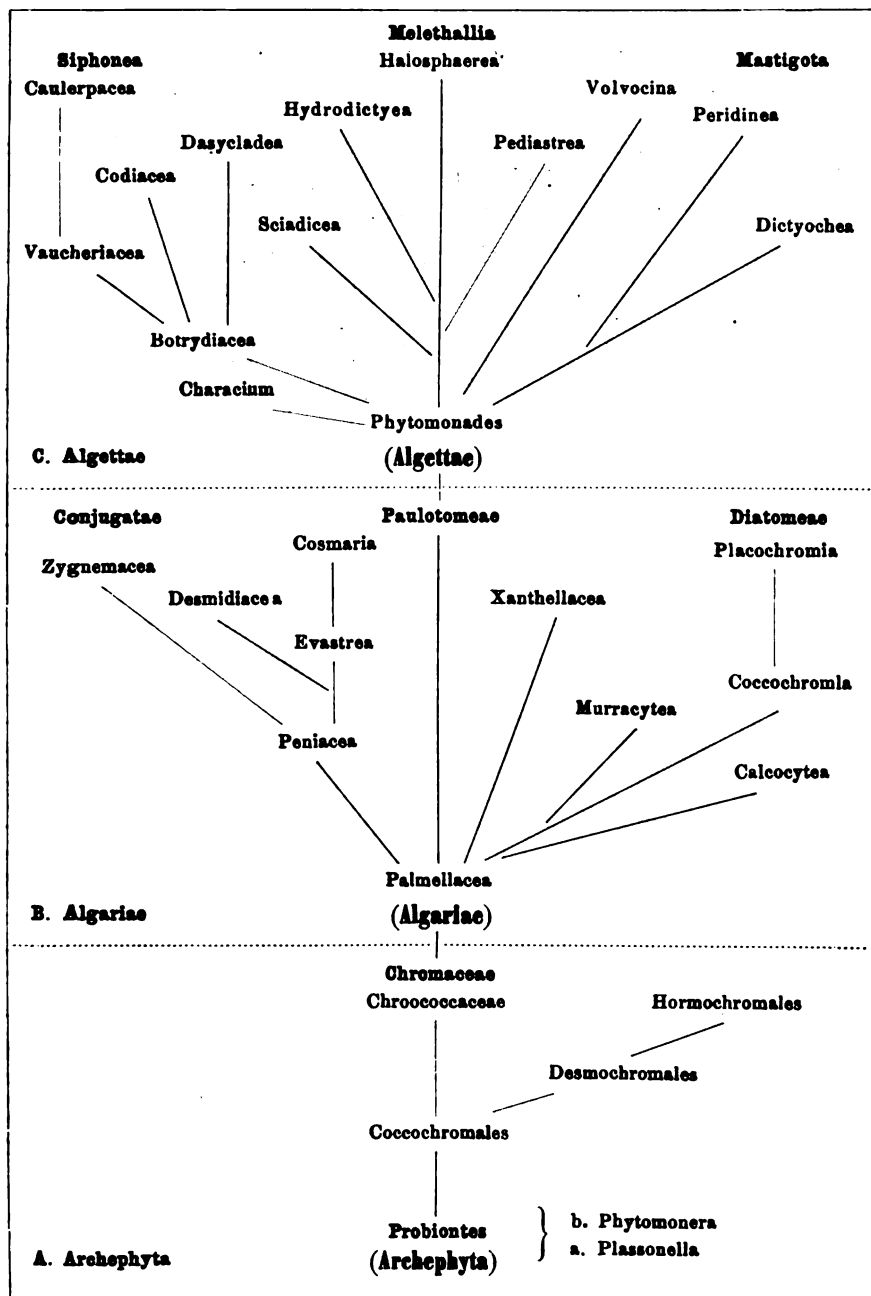 Melethallia
Siphonea
Halosphaerea
Mastigota
Caulerpacea
Volvocina
Hydrodictyea
Peridinea
Dasycladea
Pediastrea
Codiacea
Sciadicea
Dictyochea
Vaucheriacea
Botrydiacea
Characium
Phytomonades
C. Algettae
(Algettae)
Conjugatae
Paulotomeae
Diatomeae
Cosmaria
Placochromia
Zygnemacea
Desmidiacea
Xanthellacea
Evastrea
Coccochromia
Murracytea
Peniacea
Calcocytea
Palmellacea
B. Algariae
(Algariae)
Chromaceae
Chroococcaceae
Hormochromales
Desmochromales
Coccochromales
Probiontes
b. Phytomonera
a. Plassonella
A. Archephyta
(Archephyta)